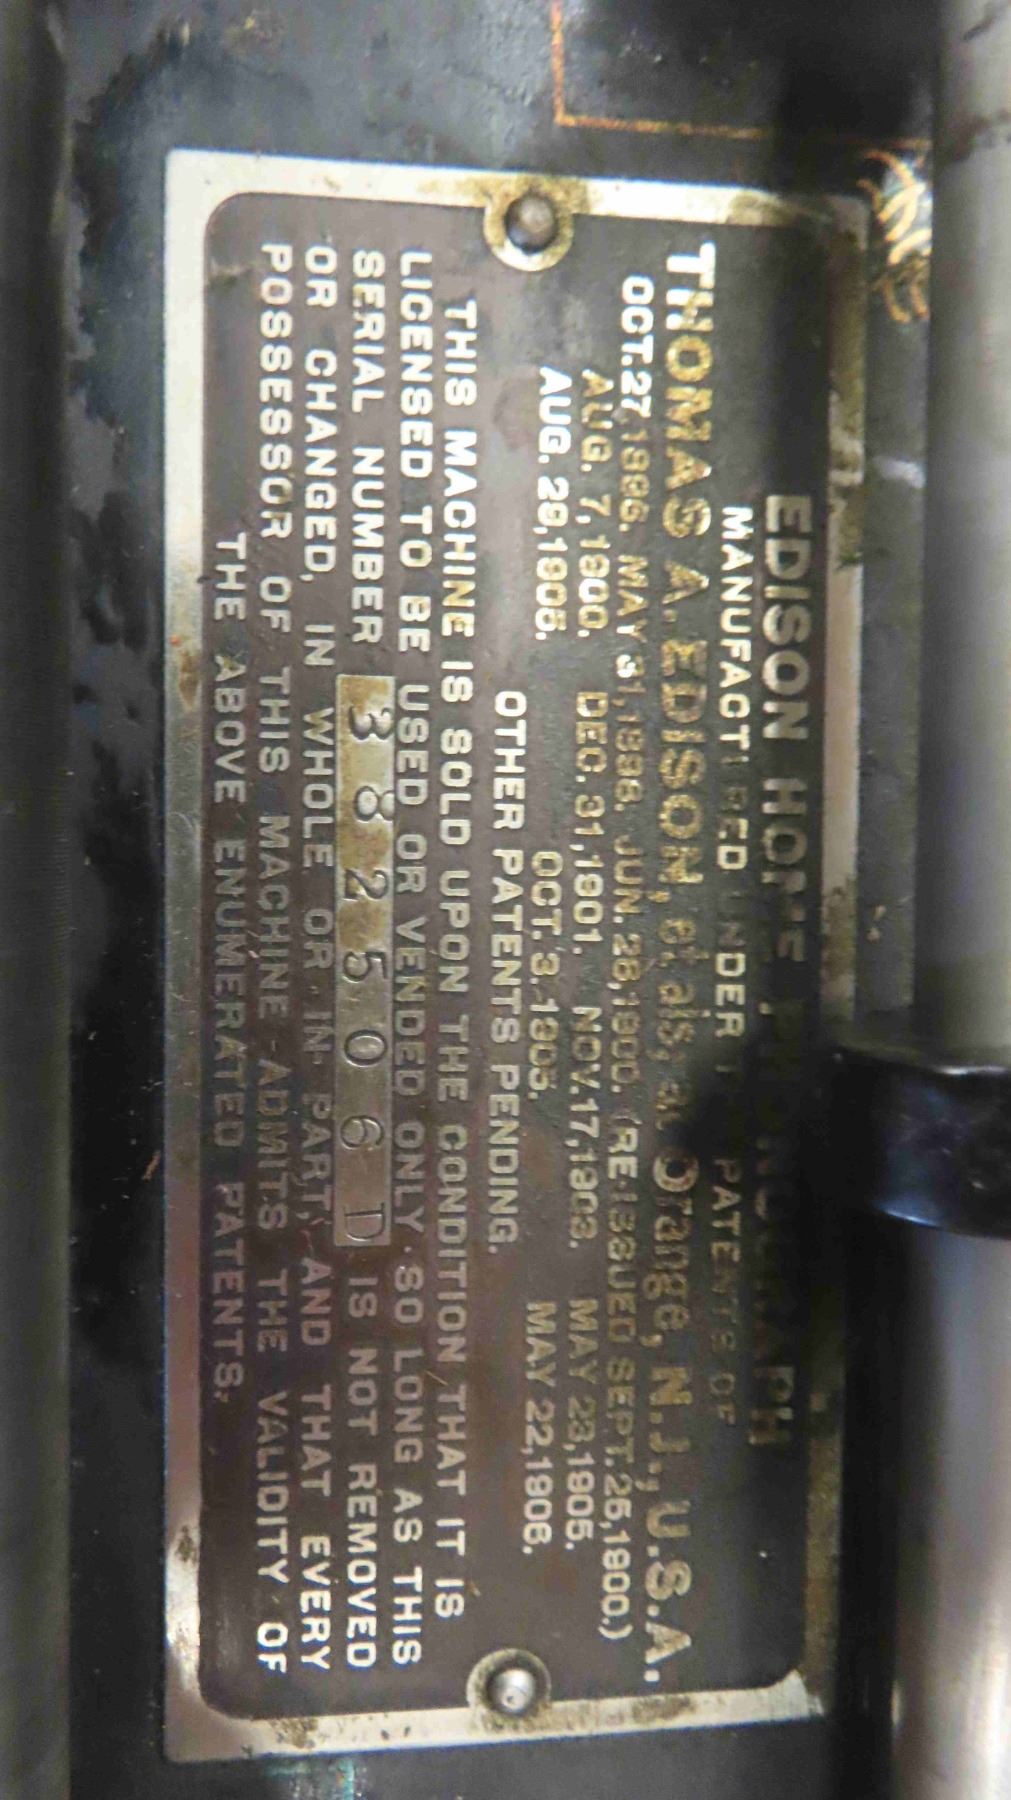 EDISON HOME PHONOGRAPH
MANUFACTURED UNDER PATENTS OF
THOMAS A. EDISON, et als, at Orange, N.J., U.S.A.
OCT.27,1896. MAY 31,1898. JUN.26,1900. (RE-ISSUED SEPT.25,1900.)
AUG. 7,1900. DEC. 31,1901. NOV.17,1903. MAY 23,1905.
AUG. 29,1905. OCT. 3,1905. MAY 22,1906.
OTHER PATENTS PENDING.
THIS MACHINE IS SOLD UPON THE CONDITION THAT IT IS
LICENSED TO BE USED OR VENDED ONLY SO LONG AS THIS
SERIAL NUMBER 382506D IS NOT REMOVED
OR CHANGED, IN WHOLE OR IN PART, AND THAT EVERY
POSSESSOR OF THIS MACHINE ADMITS THE VALIDITY OF
THE ABOVE ENUMERATED PATENTS.